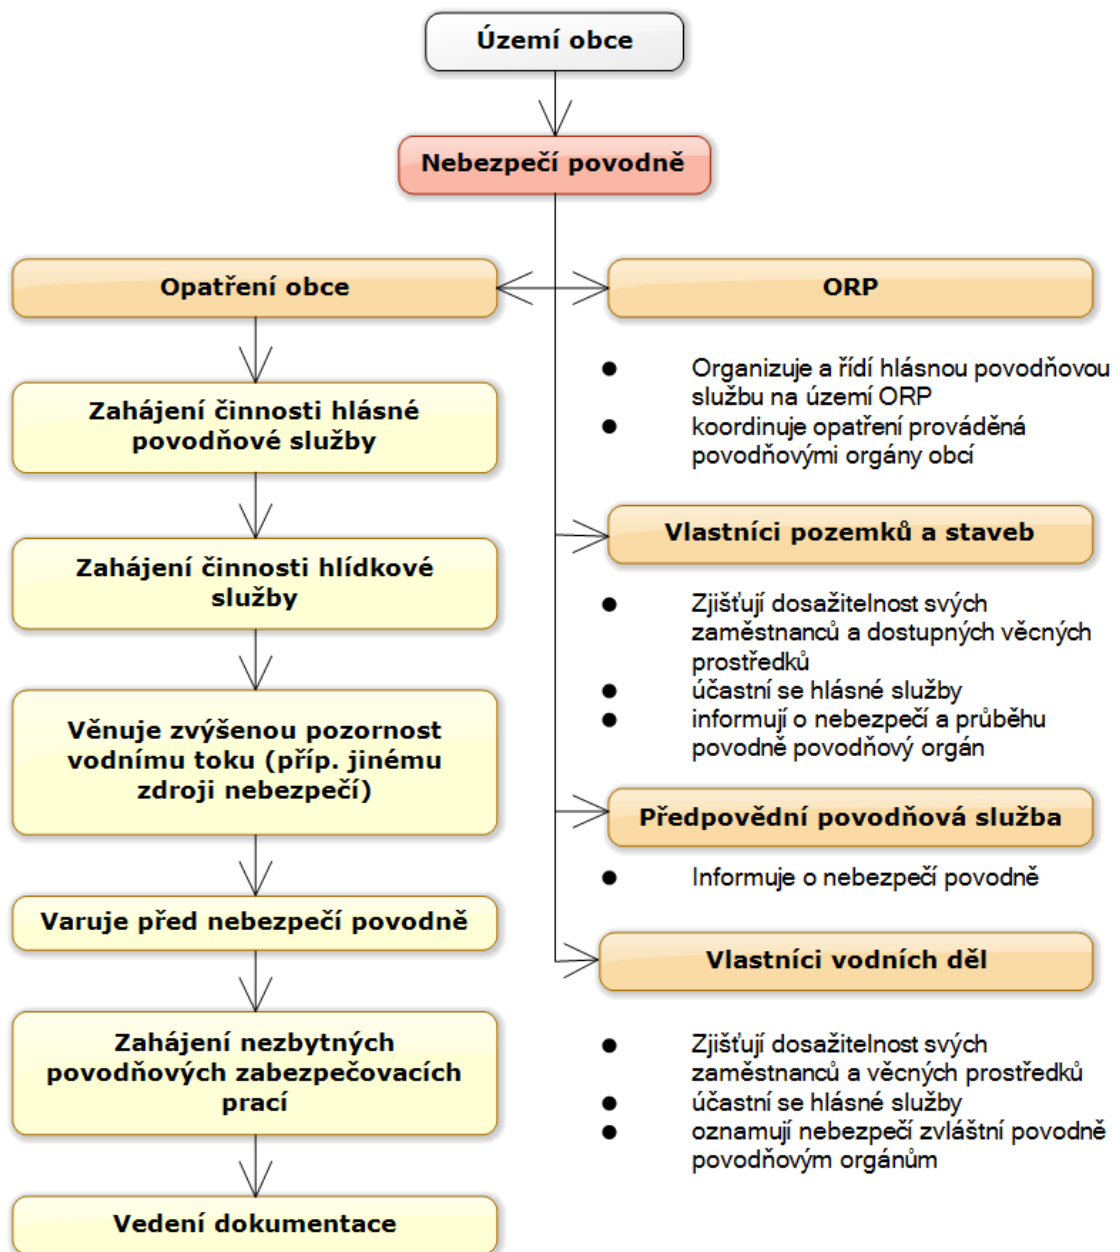 Území obce
Nebezpečí povodně
Opatření obce
Zahájení činnosti hlásné
povodňové služby
Zahájení činnosti hlídkové
služby
Věnuje zvýšenou pozornost
vodnímu toku (příp. jinému
zdroji nebezpečí)
Varuje před nebezpečí povodně
Zahájení nezbytných
povodňových zabezpečovacích
prací
Vedení dokumentace
ORP
● Organizuje a řídí hlásnou povodňovou
službu na území ORP
● koordinuje opatření prováděná
povodňovými orgány obcí
Vlastníci pozemků a staveb
● Zjišťují dosažitelnost svých
zaměstnanců a dostupných věcných
prostředků
● účastní se hlásné služby
● informují o nebezpečí a průběhu
povodně povodňový orgán
Předpovědní povodňová služba
● Informuje o nebezpečí povodně
Vlastníci vodních děl
● Zjišťují dosažitelnost svých
zaměstnanců a věcných prostředků
● účastní se hlásné služby
● oznamují nebezpečí zvláštní povodně
povodňovým orgánům